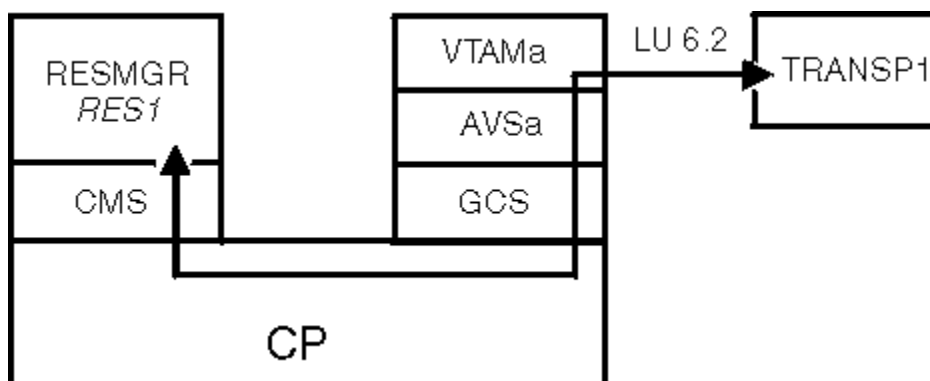 RESMGR
RES1
CMS
VTAMa
AVSa
GCS
LU 6.2
TRANSP1
CP